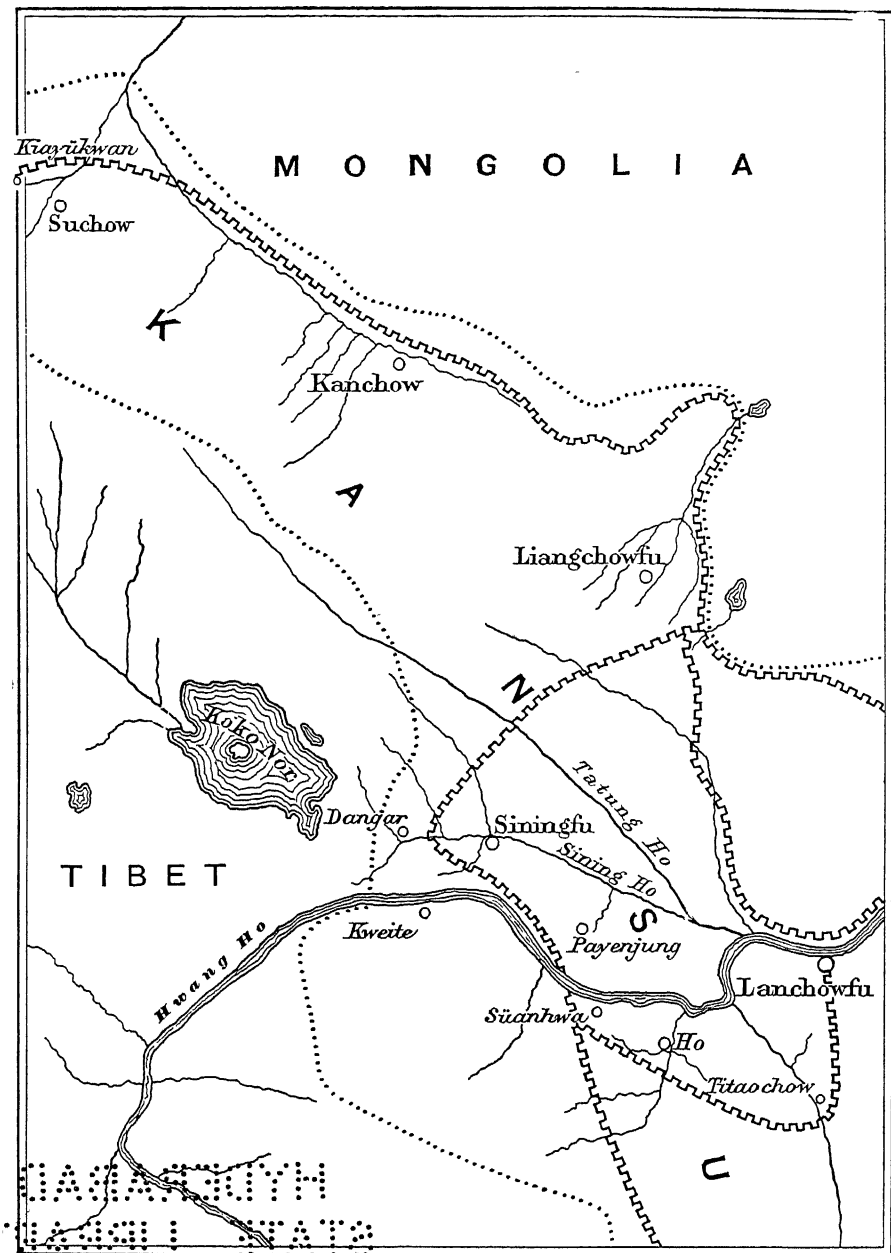 Kiayükwan
MONGOLIA
Suchow
K
Kanchow
A
Liangchowfu
N
Koko-Nor
Tatung Ho
Dangar
Siningfu
Sining Ho
TIBET
S
Kweite
Payenjung
Hwang Ho
Lanchowfu
Süanhwa
Ho
Titaochow
U
HYDERABAD